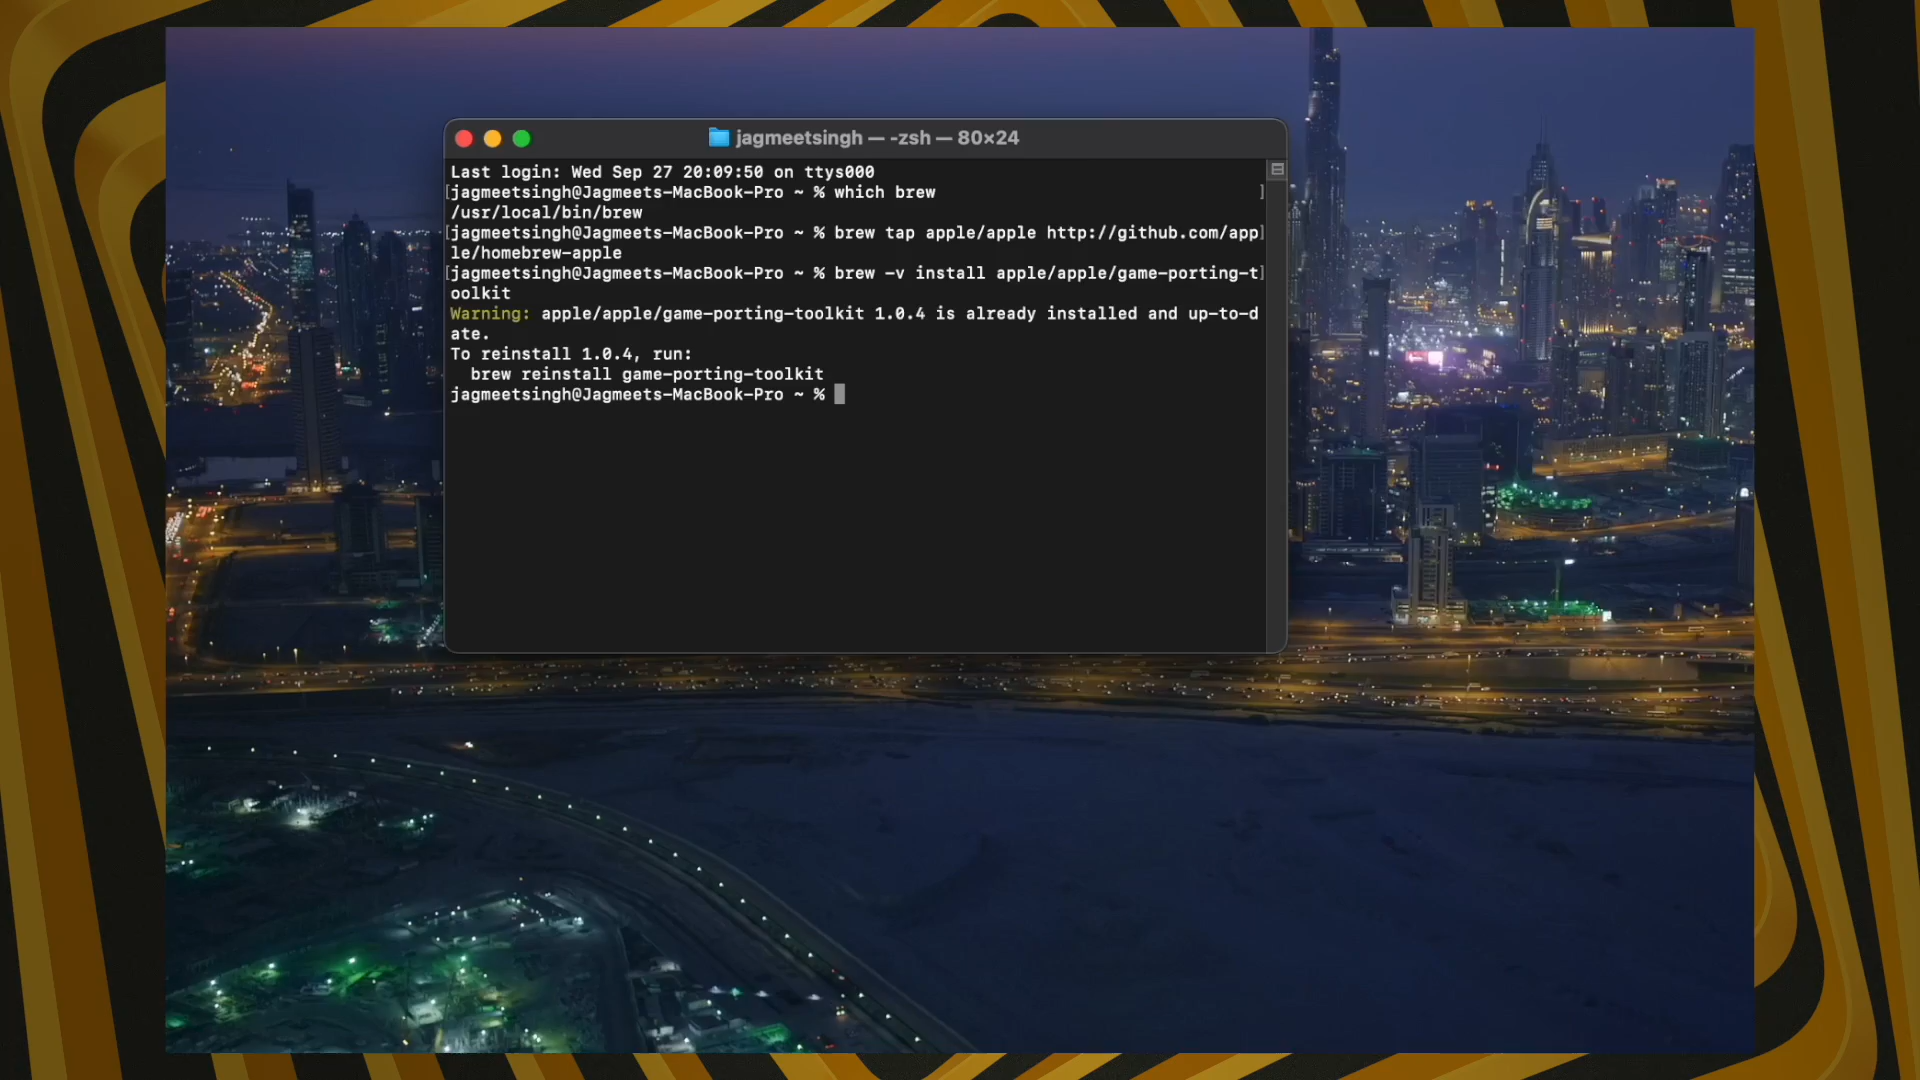 jagmeetsingh — -zsh — 80×24
Last login: Wed Sep 27 20:09:50 on ttys000
[jagmeetsingh@Jagmeets-MacBook-Pro ~ % which brew ]
/usr/local/bin/brew
[jagmeetsingh@Jagmeets-MacBook-Pro ~ % brew tap apple/apple http://github.com/app]
le/homebrew-apple
[jagmeetsingh@Jagmeets-MacBook-Pro ~ % brew -v install apple/apple/game-porting-t]
oolkit
Warning: apple/apple/game-porting-toolkit 1.0.4 is already installed and up-to-d
ate.
To reinstall 1.0.4, run:
  brew reinstall game-porting-toolkit
jagmeetsingh@Jagmeets-MacBook-Pro ~ %